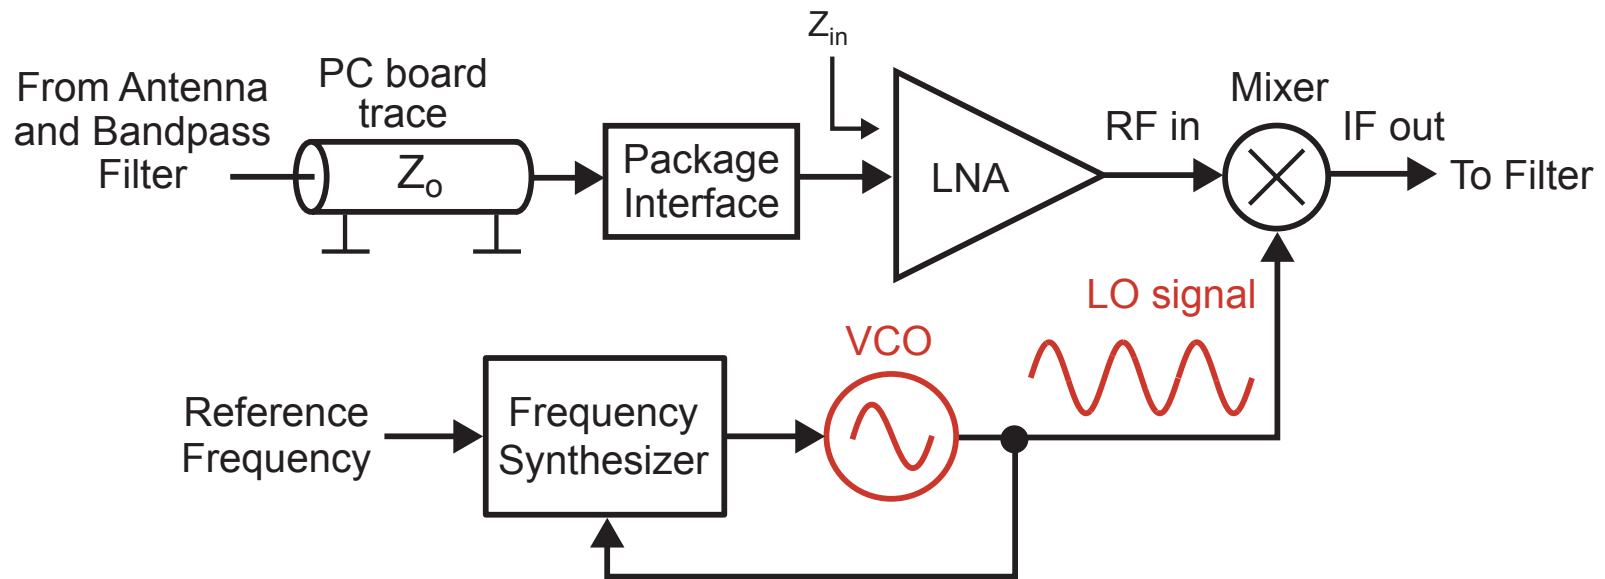 Zin
From Antenna
and Bandpass
Filter
PC board
trace
Zo
Package
Interface
LNA
RF in
Mixer
IF out
To Filter
LO signal
VCO
Reference
Frequency
Frequency
Synthesizer